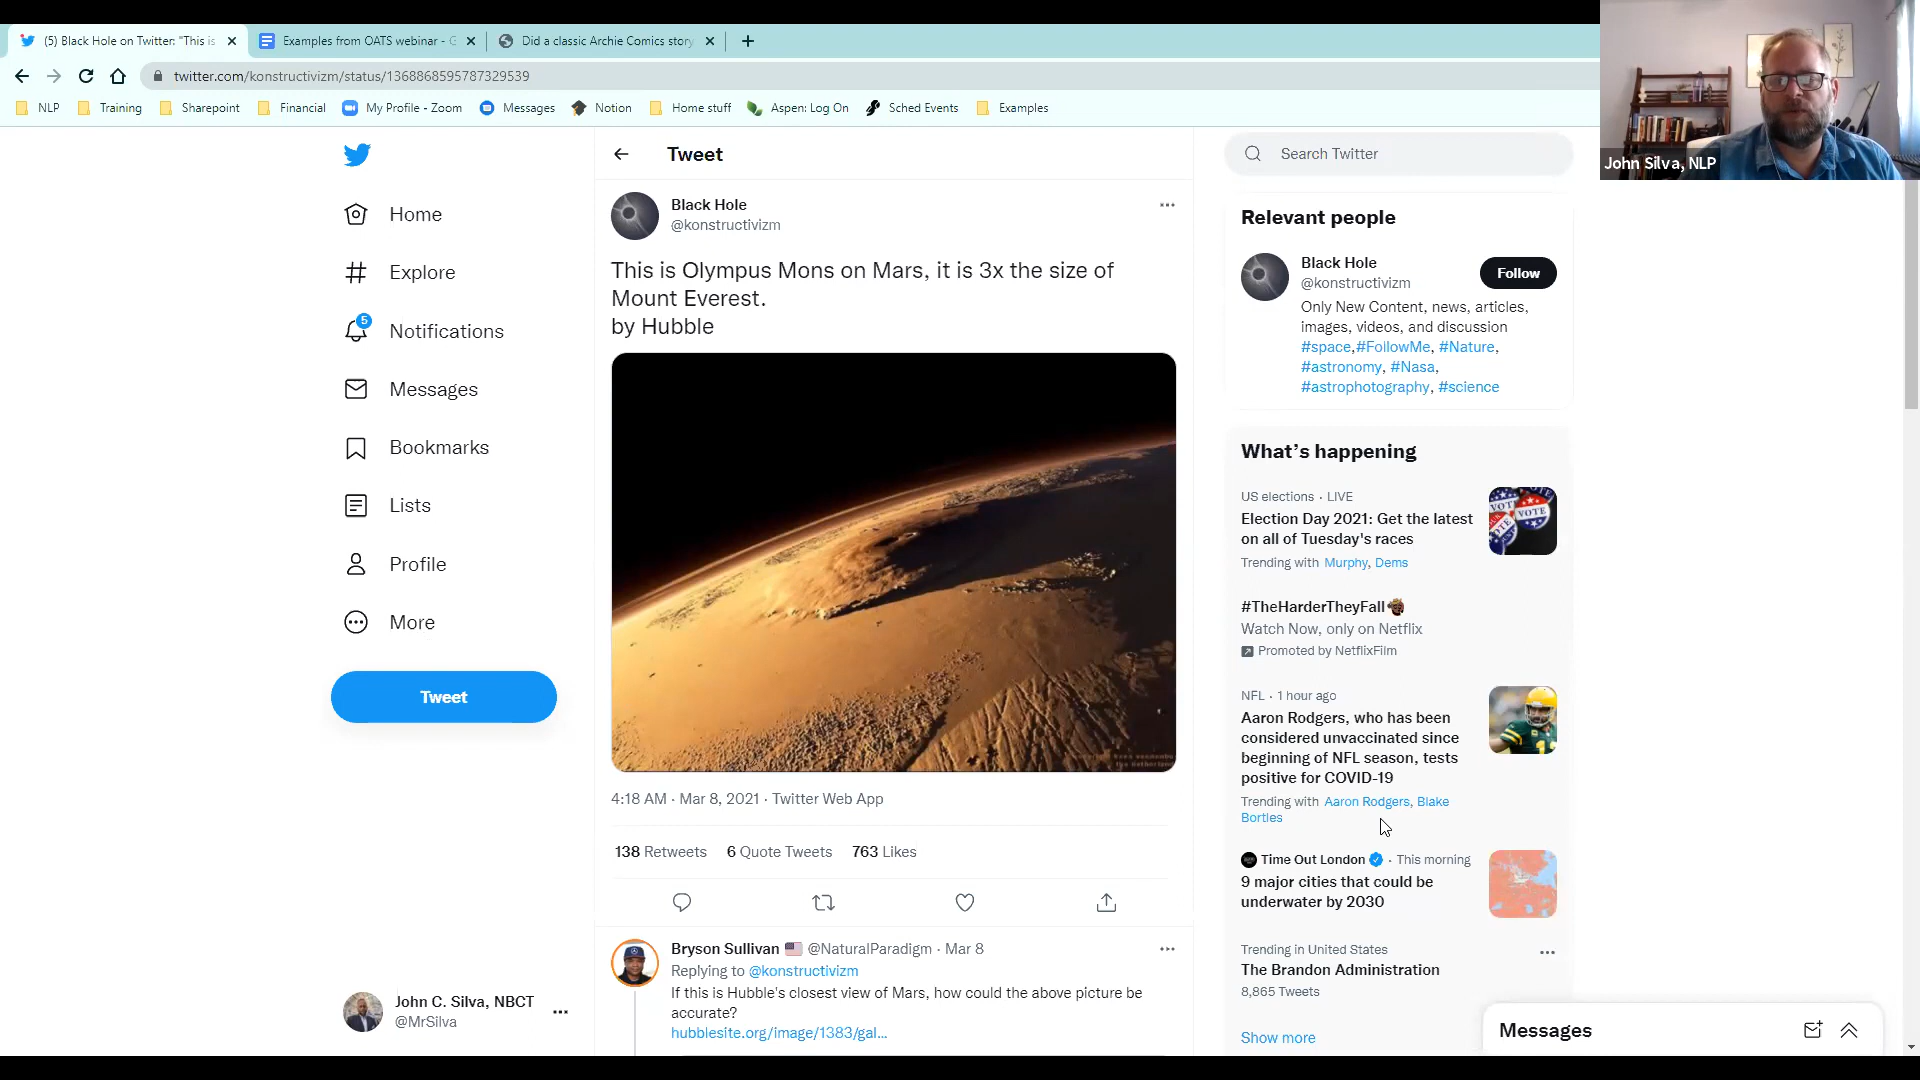 (5) Black Hole on Twitter: "This is
Examples from OATS webinar - G
Did a classic Archie Comics story
twitter.com/konstructivizm/status/1368868595787329539
NLP
Training
Sharepoint
Financial
My Profile - Zoom
Messages
Notion
Home stuff
Aspen: Log On
Sched Events
Examples
John Silva, NLP
Home
Explore
5
Notifications
Messages
Bookmarks
Lists
Profile
More
Tweet
John C. Silva, NBCT
@MrSilva
Tweet
Black Hole
@konstructivizm
This is Olympus Mons on Mars, it is 3x the size of
Mount Everest.
by Hubble
4:18 AM · Mar 8, 2021 · Twitter Web App
138 Retweets 6 Quote Tweets 763 Likes
Bryson Sullivan @NaturalParadigm · Mar 8
Replying to @konstructivizm
If this is Hubble's closest view of Mars, how could the above picture be
accurate?
hubblesite.org/image/1383/gal...
Search Twitter
Relevant people
Black Hole
@konstructivizm
Follow
Only New Content, news, articles,
images, videos, and discussion
#space,#FollowMe, #Nature,
#astronomy, #Nasa,
#astrophotography, #science
What's happening
US elections · LIVE
Election Day 2021: Get the latest
on all of Tuesday's races
Trending with Murphy, Dems
VOTE
#TheHarderTheyFall
Watch Now, only on Netflix
Promoted by NetflixFilm
NFL · 1 hour ago
Aaron Rodgers, who has been
considered unvaccinated since
beginning of NFL season, tests
positive for COVID-19
Trending with Aaron Rodgers, Blake
Bortles
Time Out London · This morning
9 major cities that could be
underwater by 2030
Trending in United States
The Brandon Administration
8,865 Tweets
Show more
Messages